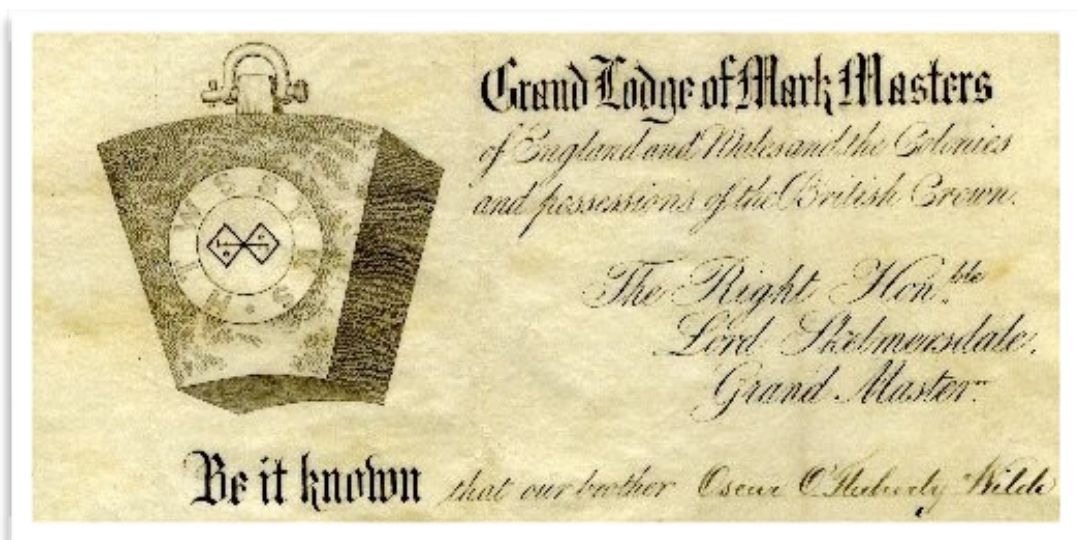 Grand Lodge of Mark Masters
of England and Wales and the Colonies
and possessions of the British Crown.
The Right Hon.ble
Lord Skelmersdale,
Grand Master.
Be it known that our brother Oscar O'Flaherty Wilde